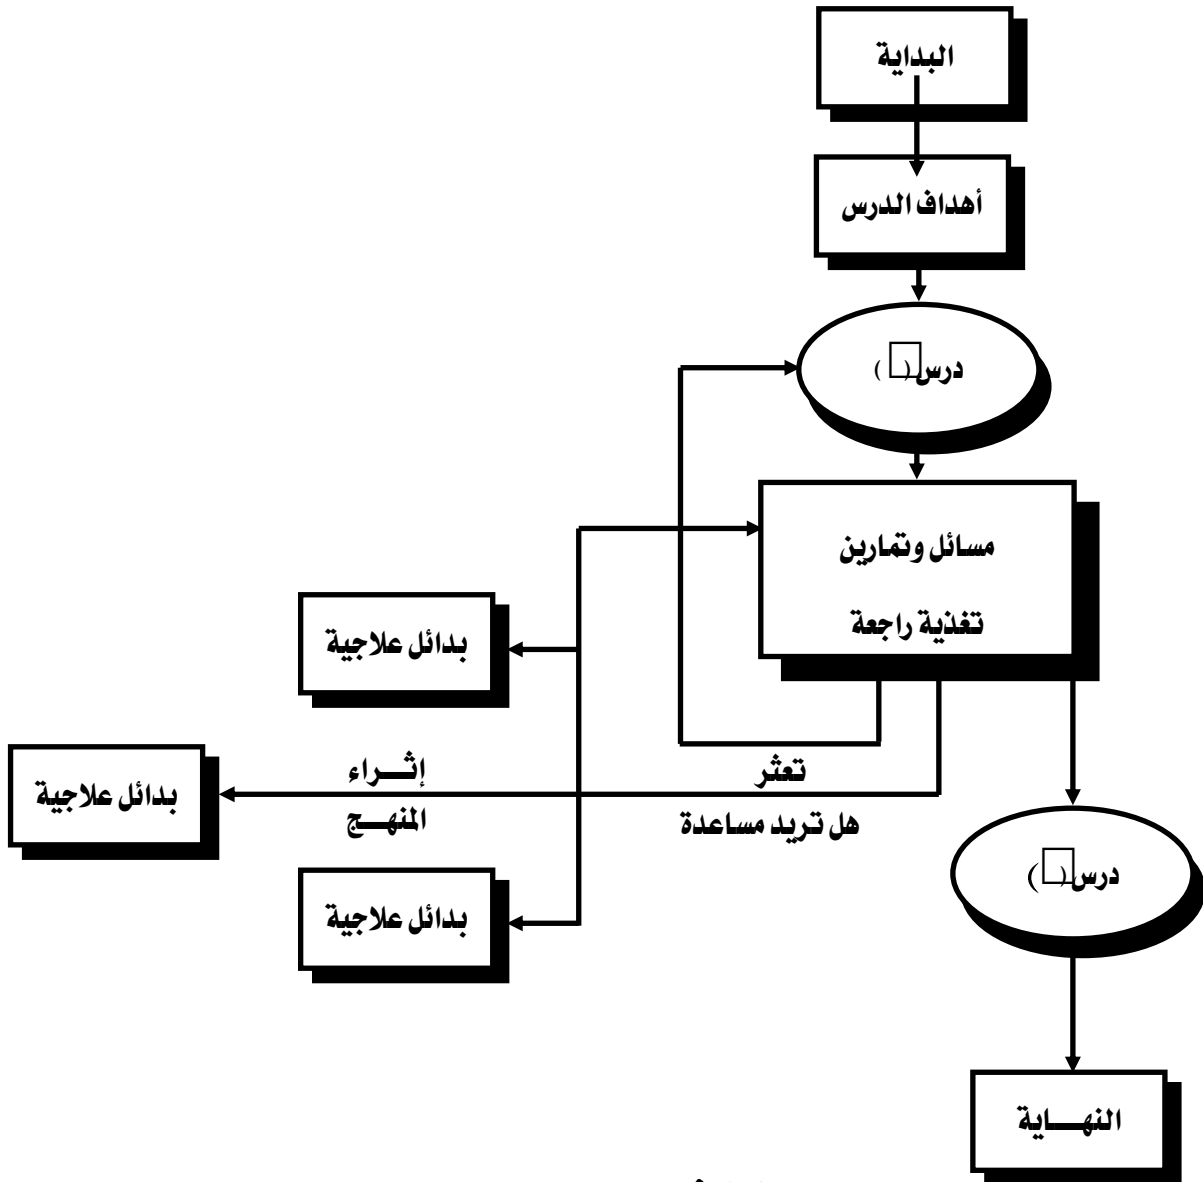 البداية
أهداف الدرس
درس ( )
مسائل وتمارين
تغذية راجعة
بدائل علاجية
تعثر
إثـــراء
بدائل علاجية
هل تريد مساعدة
المنهـــج
بدائل علاجية
درس ( )
النهـــاية